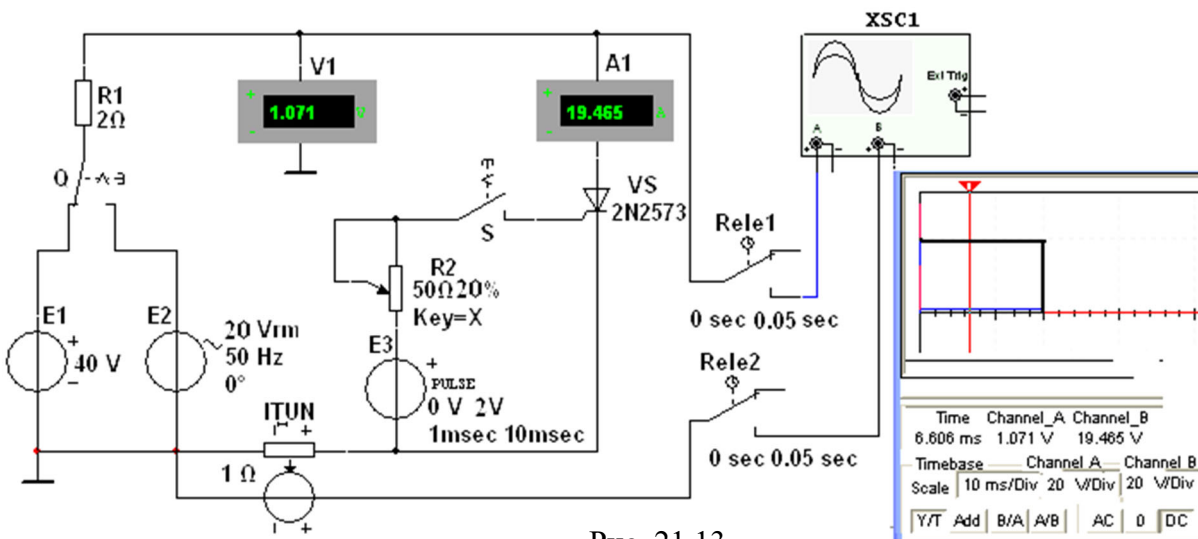 XSC1
V1
1.071 V
A1
19.465 A
Ext Trig
A
B
R1
2Ω
Q
VS
2N2573
S
Rele1
R2
50Ω20%
Key=X
0 sec 0.05 sec
E1
40 V
E2
20 Vrm
50 Hz
0°
E3
PULSE
0 V 2V
1msec 10msec
Rele2
0 sec 0.05 sec
ITUN
1 Ω
Time Channel_A Channel_B
6.606 ms 1.071 V 19.465 V
Timebase Channel A Channel B
Scale 10 ms/Div 20 V/Div 20 V/Div
Y/T Add B/A A/B AC 0 DC